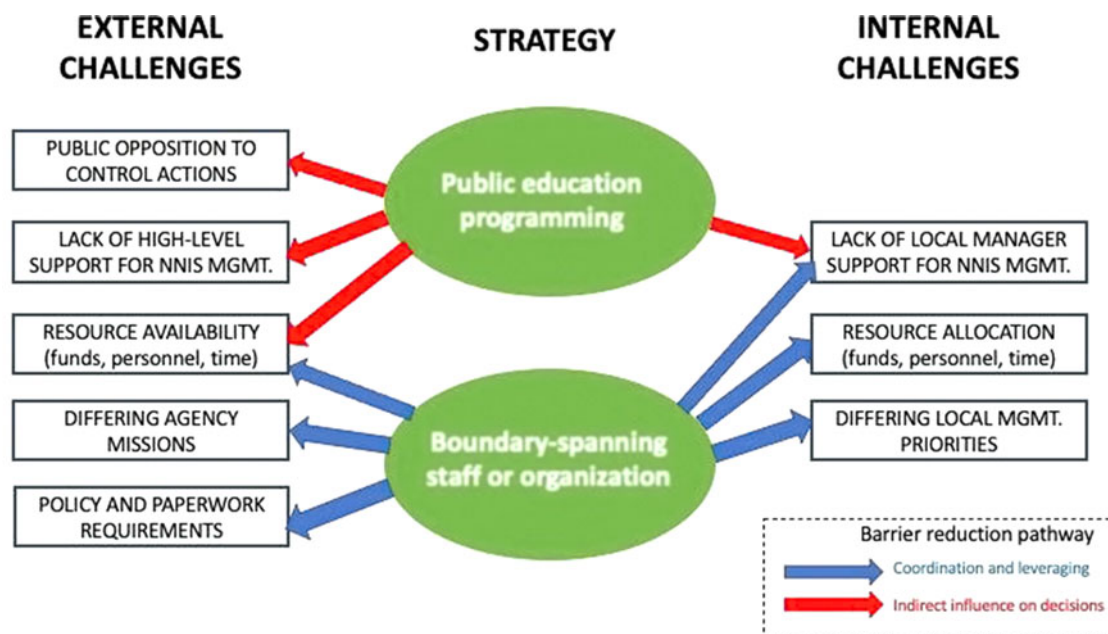 EXTERNAL
CHALLENGES
STRATEGY
INTERNAL
CHALLENGES
PUBLIC OPPOSITION TO
CONTROL ACTIONS
LACK OF HIGH-LEVEL
SUPPORT FOR NNIS MGMT.
RESOURCE AVAILABILITY
(funds, personnel, time)
DIFFERING AGENCY
MISSIONS
POLICY AND PAPERWORK
REQUIREMENTS
Public education
programming
Boundary-spanning
staff or organization
LACK OF LOCAL MANAGER
SUPPORT FOR NNIS MGMT.
RESOURCE ALLOCATION
(funds, personnel, time)
DIFFERING LOCAL MGMT.
PRIORITIES
Barrier reduction pathway
Coordination and leveraging
Indirect influence on decisions